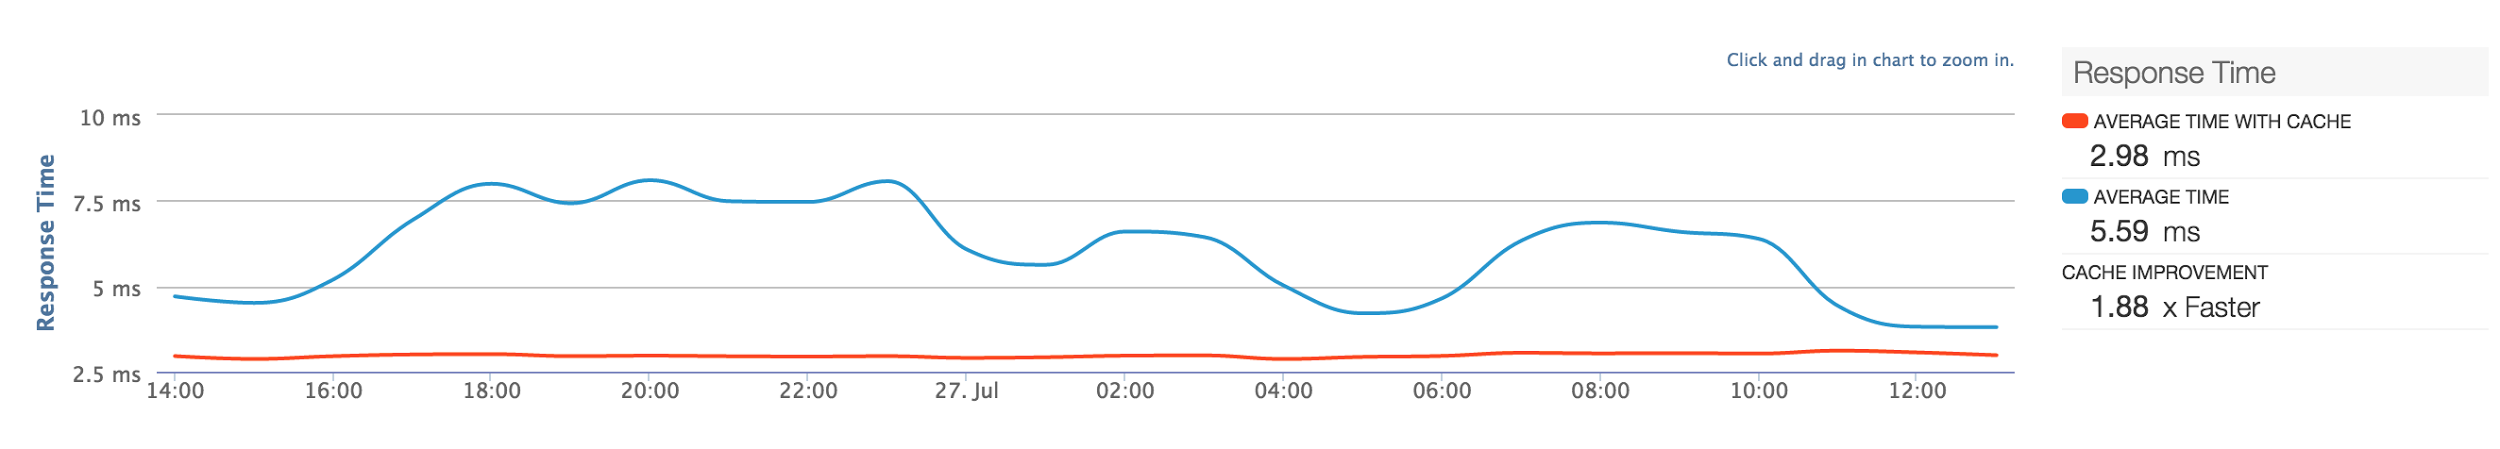 Click and drag in chart to zoom in.
Response Time
10 ms
7.5 ms
5 ms
2.5 ms
14:00 16:00 18:00 20:00 22:00 27. Jul 02:00 04:00 06:00 08:00 10:00 12:00
Response Time
AVERAGE TIME WITH CACHE
2.98 ms
AVERAGE TIME
5.59 ms
CACHE IMPROVEMENT
1.88 x Faster